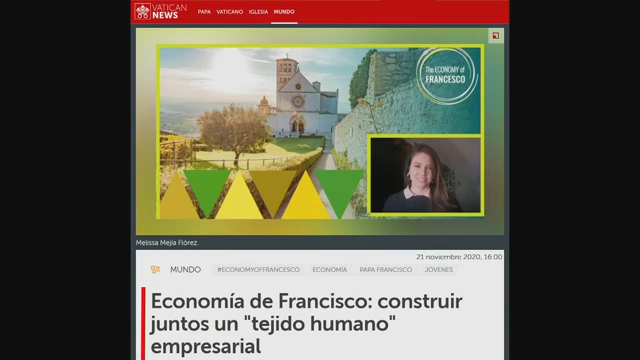 VATICAN
NEWS
PAPA VATICANO IGLESIA MUNDO
The ECONOMY of
FRANCESCO
Melissa Mejía Flórez.
21 noviembre 2020, 16:00
MUNDO #ECONOMYOFFRANCESCO ECONOMÍA PAPA FRANCISCO JÓVENES
Economía de Francisco: construir
juntos un "tejido humano"
empresarial